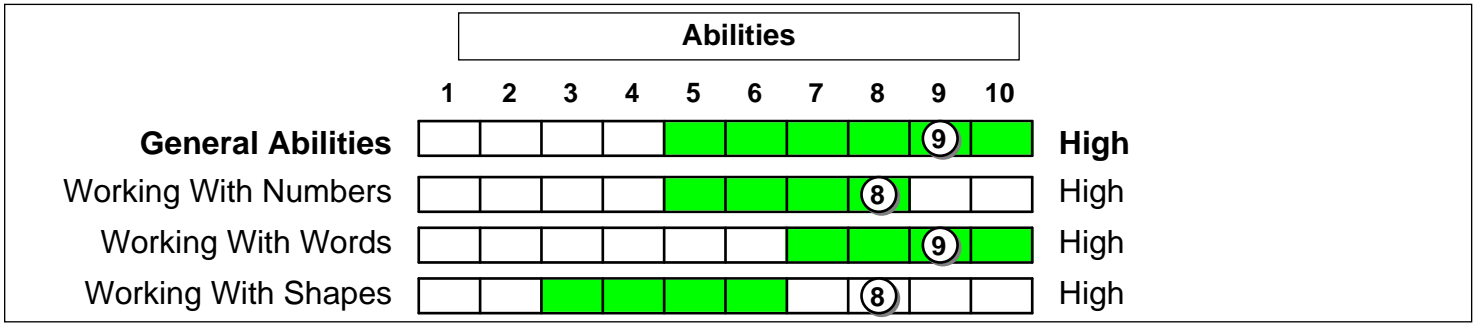 Abilities
1 2 3 4 5 6 7 8 9 10
General Abilities 9 High
Working With Numbers 8 High
Working With Words 9 High
Working With Shapes 8 High